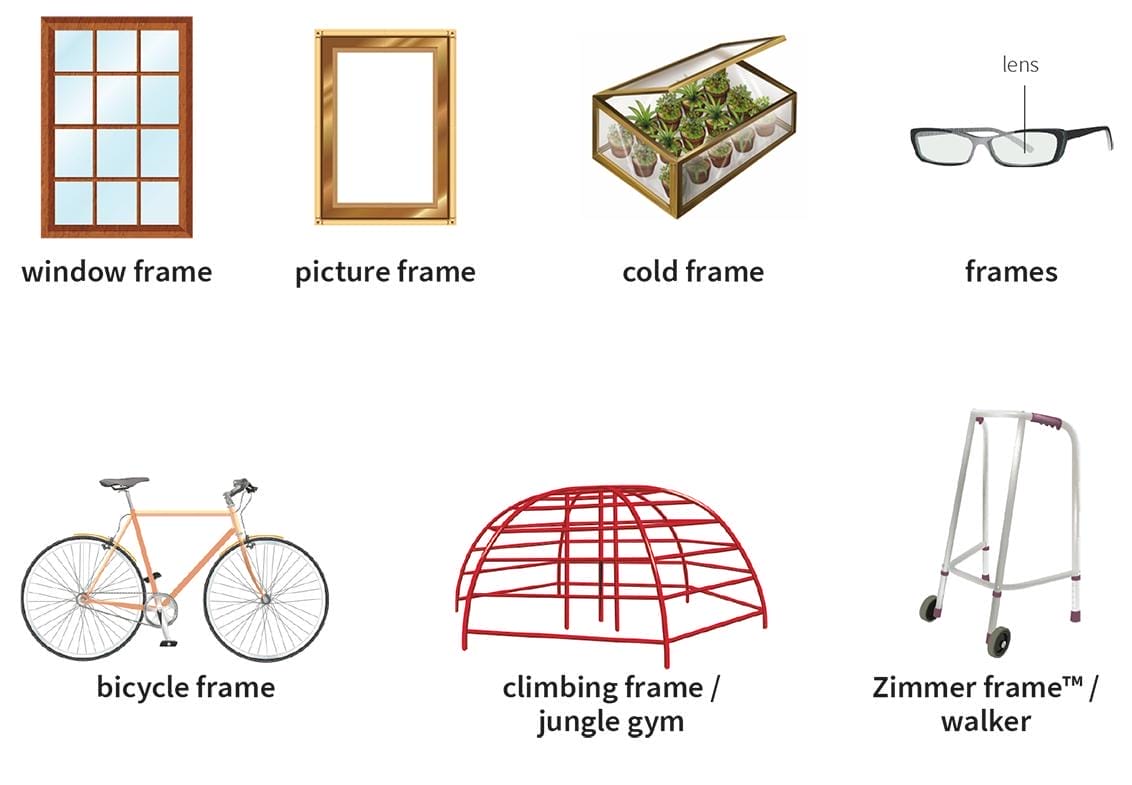 lens
window frame
picture frame
cold frame
frames
bicycle frame
climbing frame /
jungle gym
Zimmer frame™ /
walker